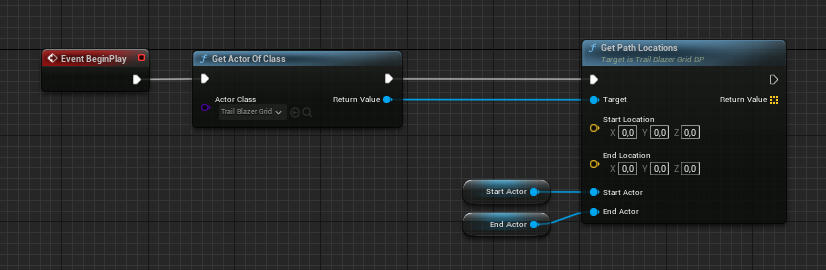 Event BeginPlay
Get Actor Of Class
Actor Class
Trail Blazer Grid
Return Value
Get Path Locations
Target is Trail Blazer Grid DP
Target
Return Value
Start Location
X 0,0 Y 0,0 Z 0,0
End Location
X 0,0 Y 0,0 Z 0,0
Start Actor
End Actor
Start Actor
End Actor